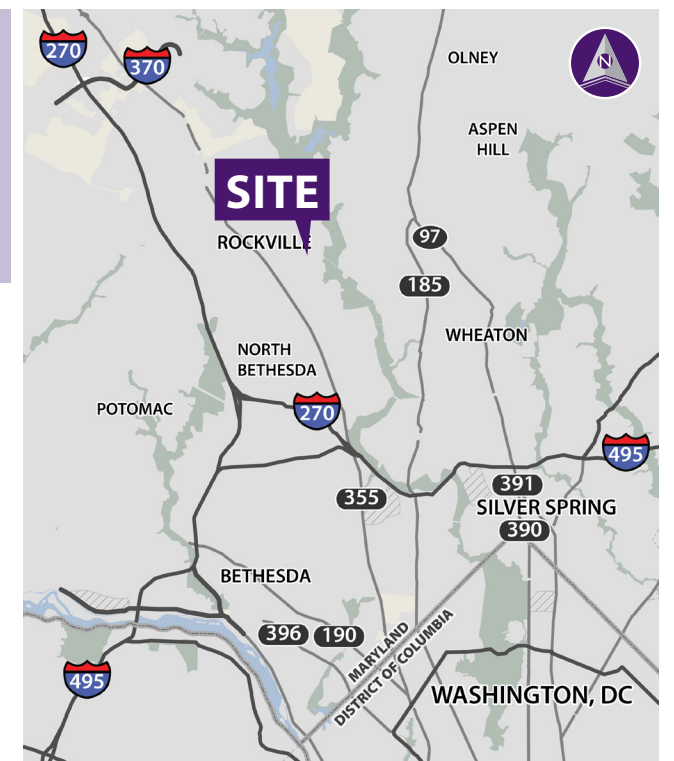 270
370
OLNEY
N
ASPEN
HILL
SITE
ROCKVILLE
97
185
WHEATON
NORTH
BETHESDA
POTOMAC
270
495
355
391
SILVER SPRING
390
BETHESDA
396
190
MARYLAND
DISTRICT OF COLUMBIA
495
WASHINGTON, DC